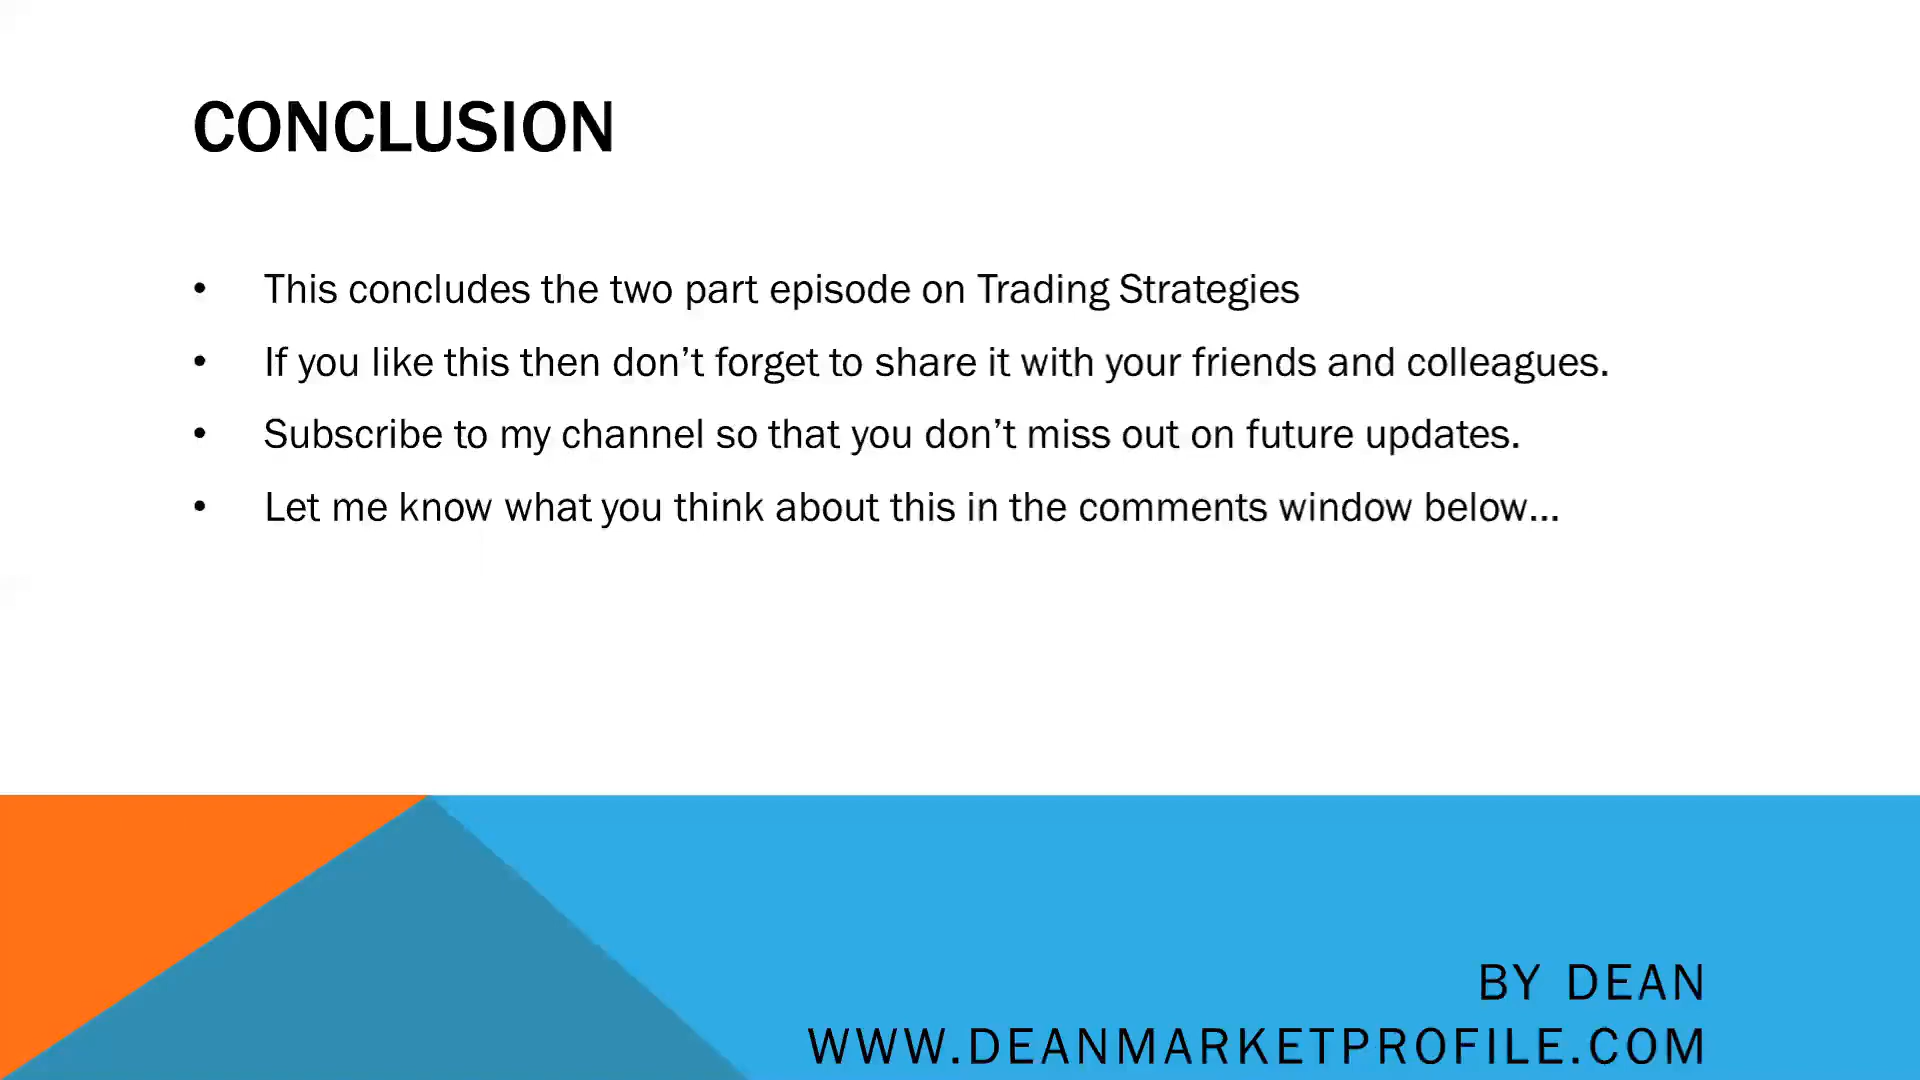 CONCLUSION
• This concludes the two part episode on Trading Strategies
• If you like this then don’t forget to share it with your friends and colleagues.
• Subscribe to my channel so that you don’t miss out on future updates.
• Let me know what you think about this in the comments window below...
BY DEAN
WWW.DEANMARKETPROFILE.COM